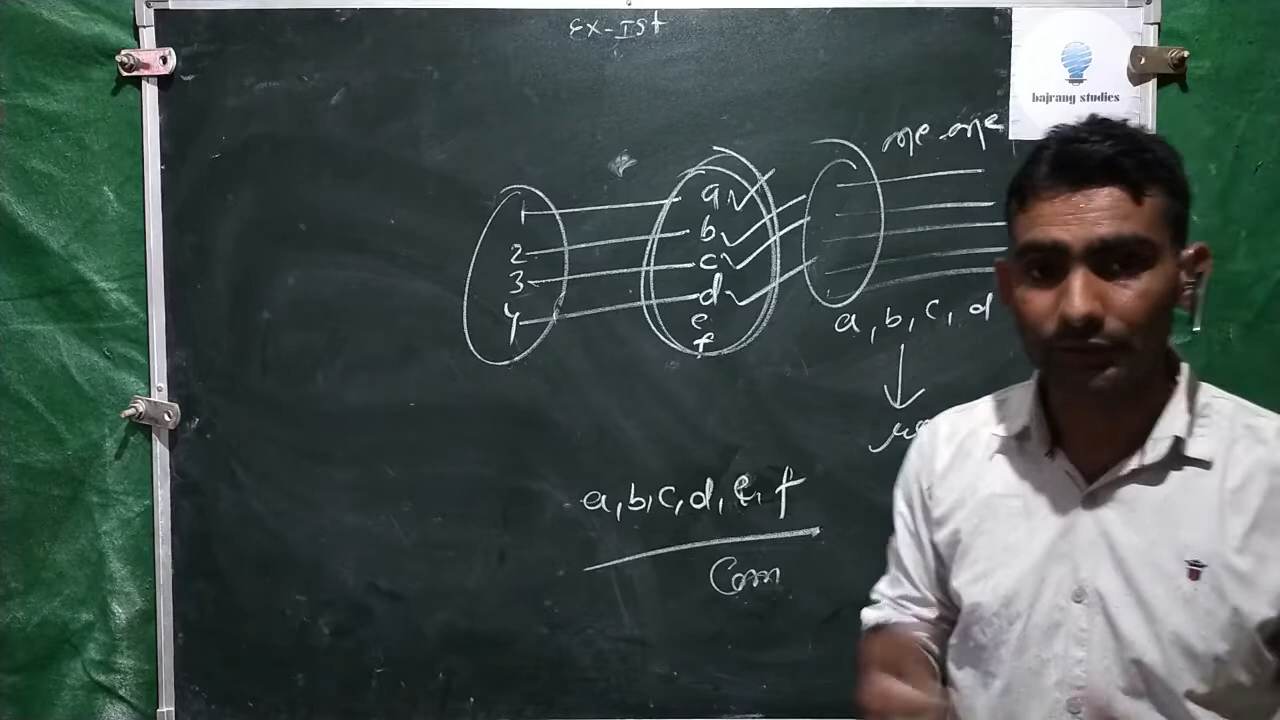 Ex-Ist
bajrang studies
one-one
1
2
3
4
a
b
c
d
e
f
a, b, c, d
a, b, c, d, e, f
Com